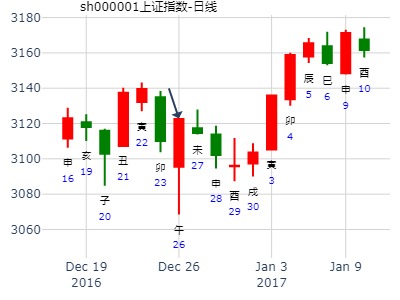 sh000001上证指数-日线
3180
3160
3140
3120
3100
3080
3060
申
16
亥
19
子
20
丑
21
寅
22
卯
23
午
26
未
27
申
28
酉
29
戌
30
寅
3
卯
4
辰
5
巳
6
申
9
酉
10
Dec 19
2016
Dec 26
Jan 3
2017
Jan 9